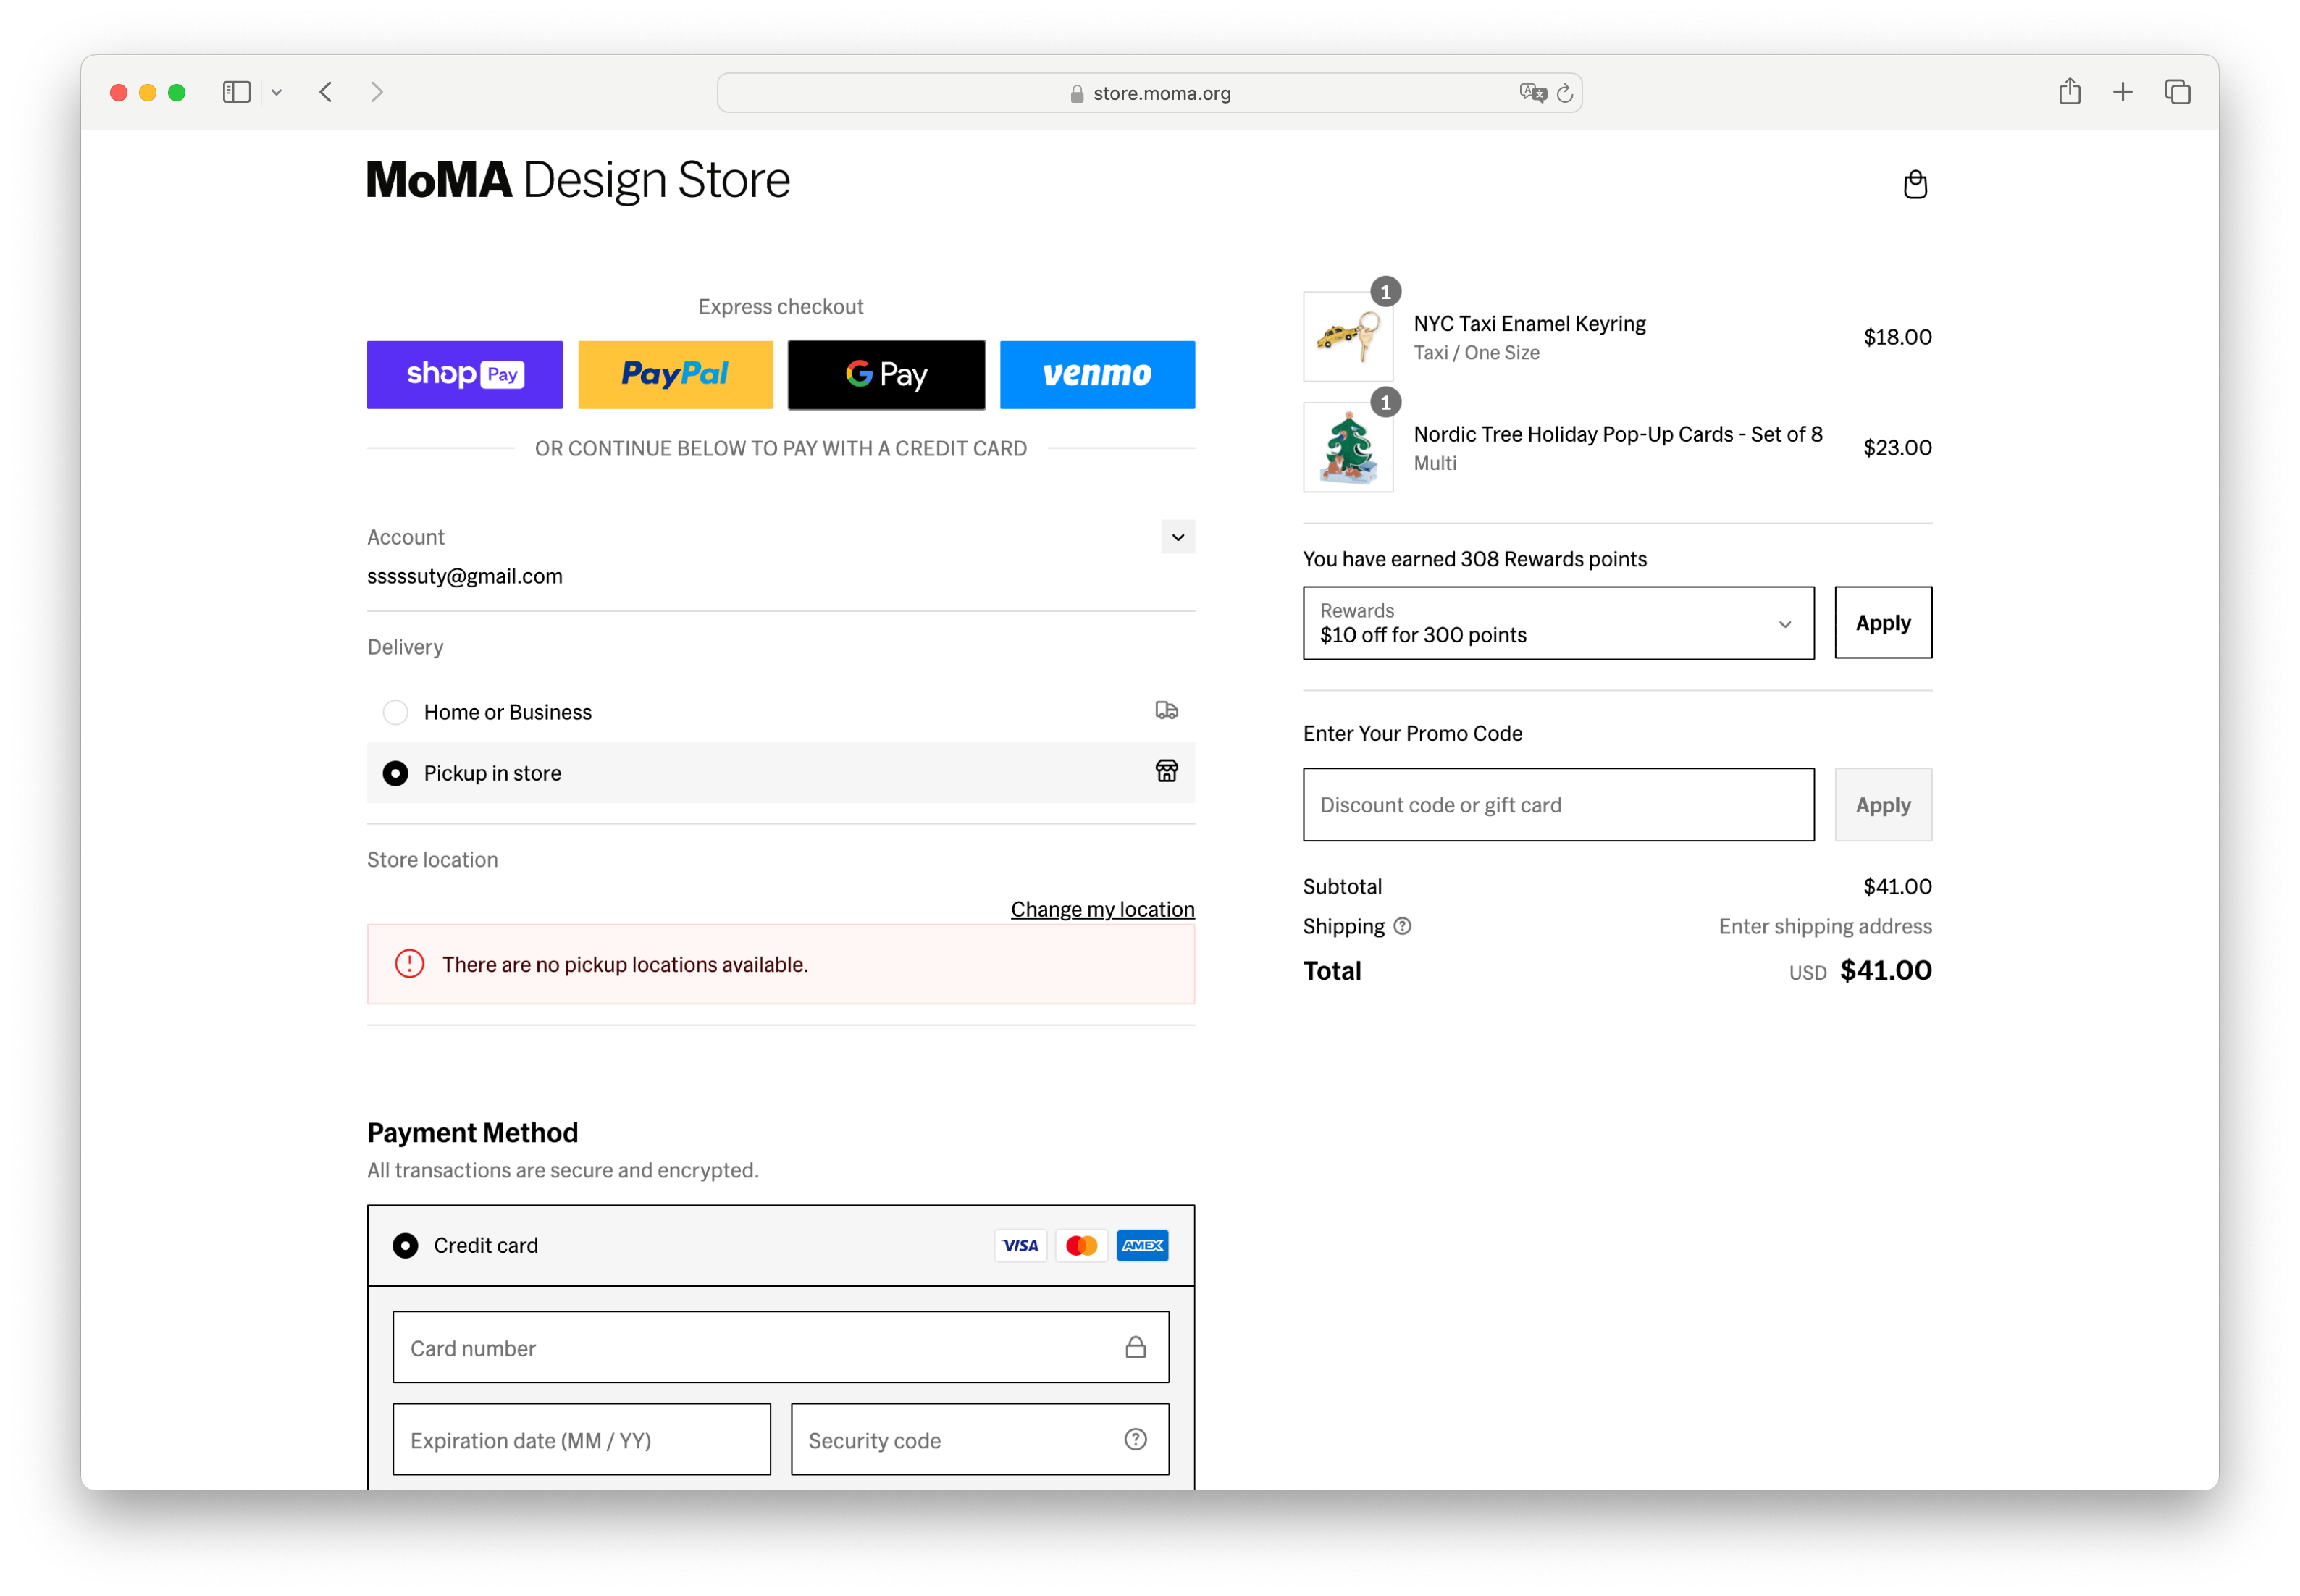 store.moma.org
MoMA Design Store
Express checkout
shop Pay
PayPal
G Pay
venmo
OR CONTINUE BELOW TO PAY WITH A CREDIT CARD
Account
sssssuty@gmail.com
Delivery
Home or Business
Pickup in store
Store location
Change my location
There are no pickup locations available.
Payment Method
All transactions are secure and encrypted.
Credit card
VISA
AMEX
Card number
Expiration date (MM / YY)
Security code
1
NYC Taxi Enamel Keyring
Taxi / One Size
$18.00
1
Nordic Tree Holiday Pop-Up Cards - Set of 8
Multi
$23.00
You have earned 308 Rewards points
Rewards
$10 off for 300 points
Apply
Enter Your Promo Code
Discount code or gift card
Apply
Subtotal $41.00
Shipping Enter shipping address
Total USD $41.00